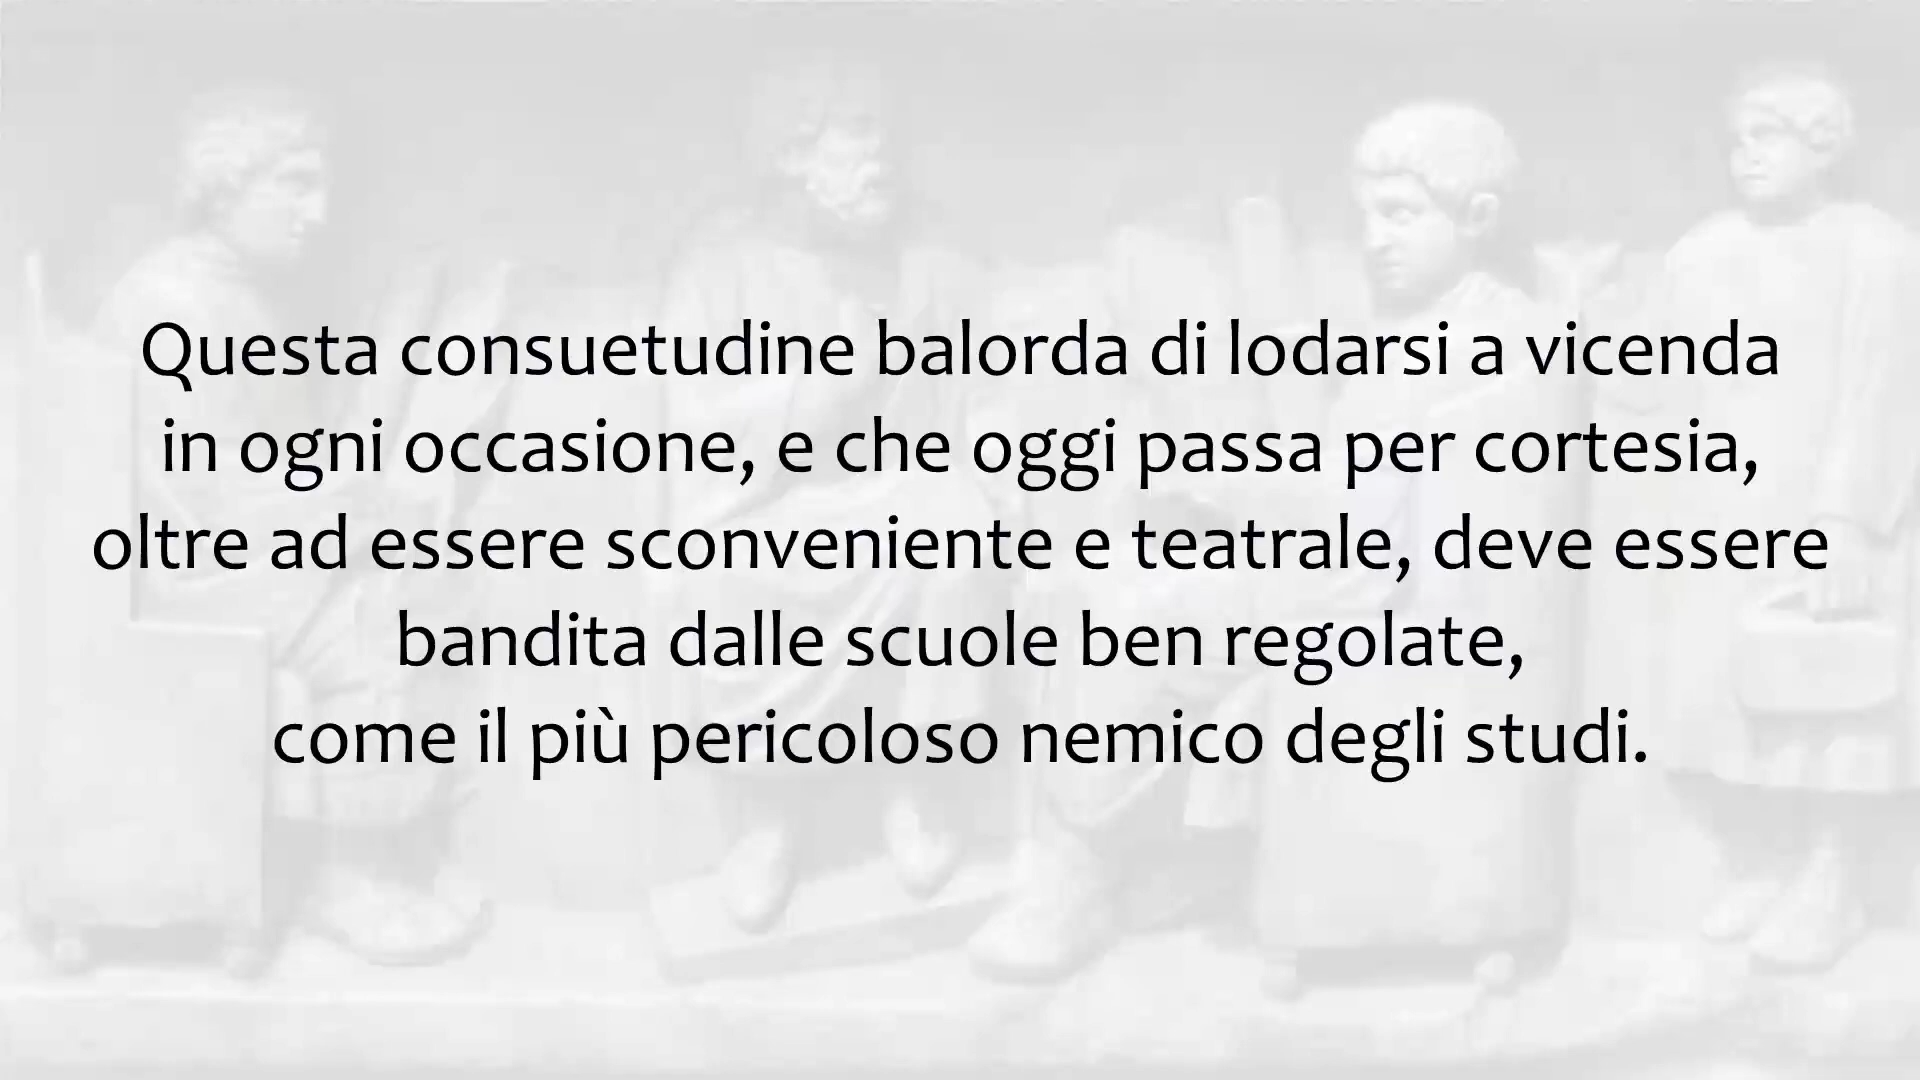 Questa consuetudine balorda di lodarsi a vicenda
in ogni occasione, e che oggi passa per cortesia,
oltre ad essere sconveniente e teatrale, deve essere
bandita dalle scuole ben regolate,
come il più pericoloso nemico degli studi.